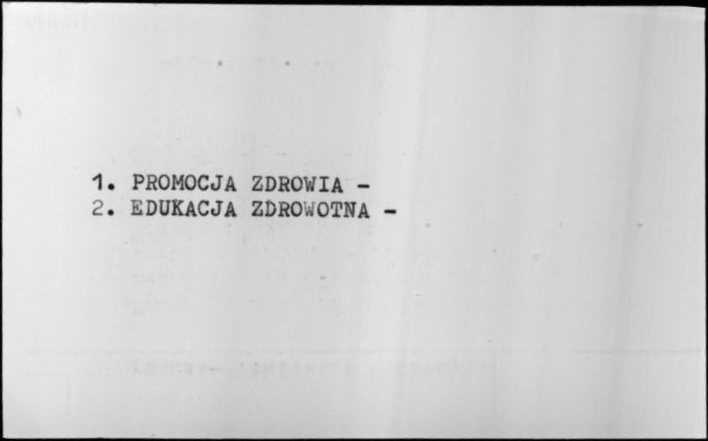 1. PROMOCJA ZDROWIA -
2. EDUKACJA ZDROWOTNA -